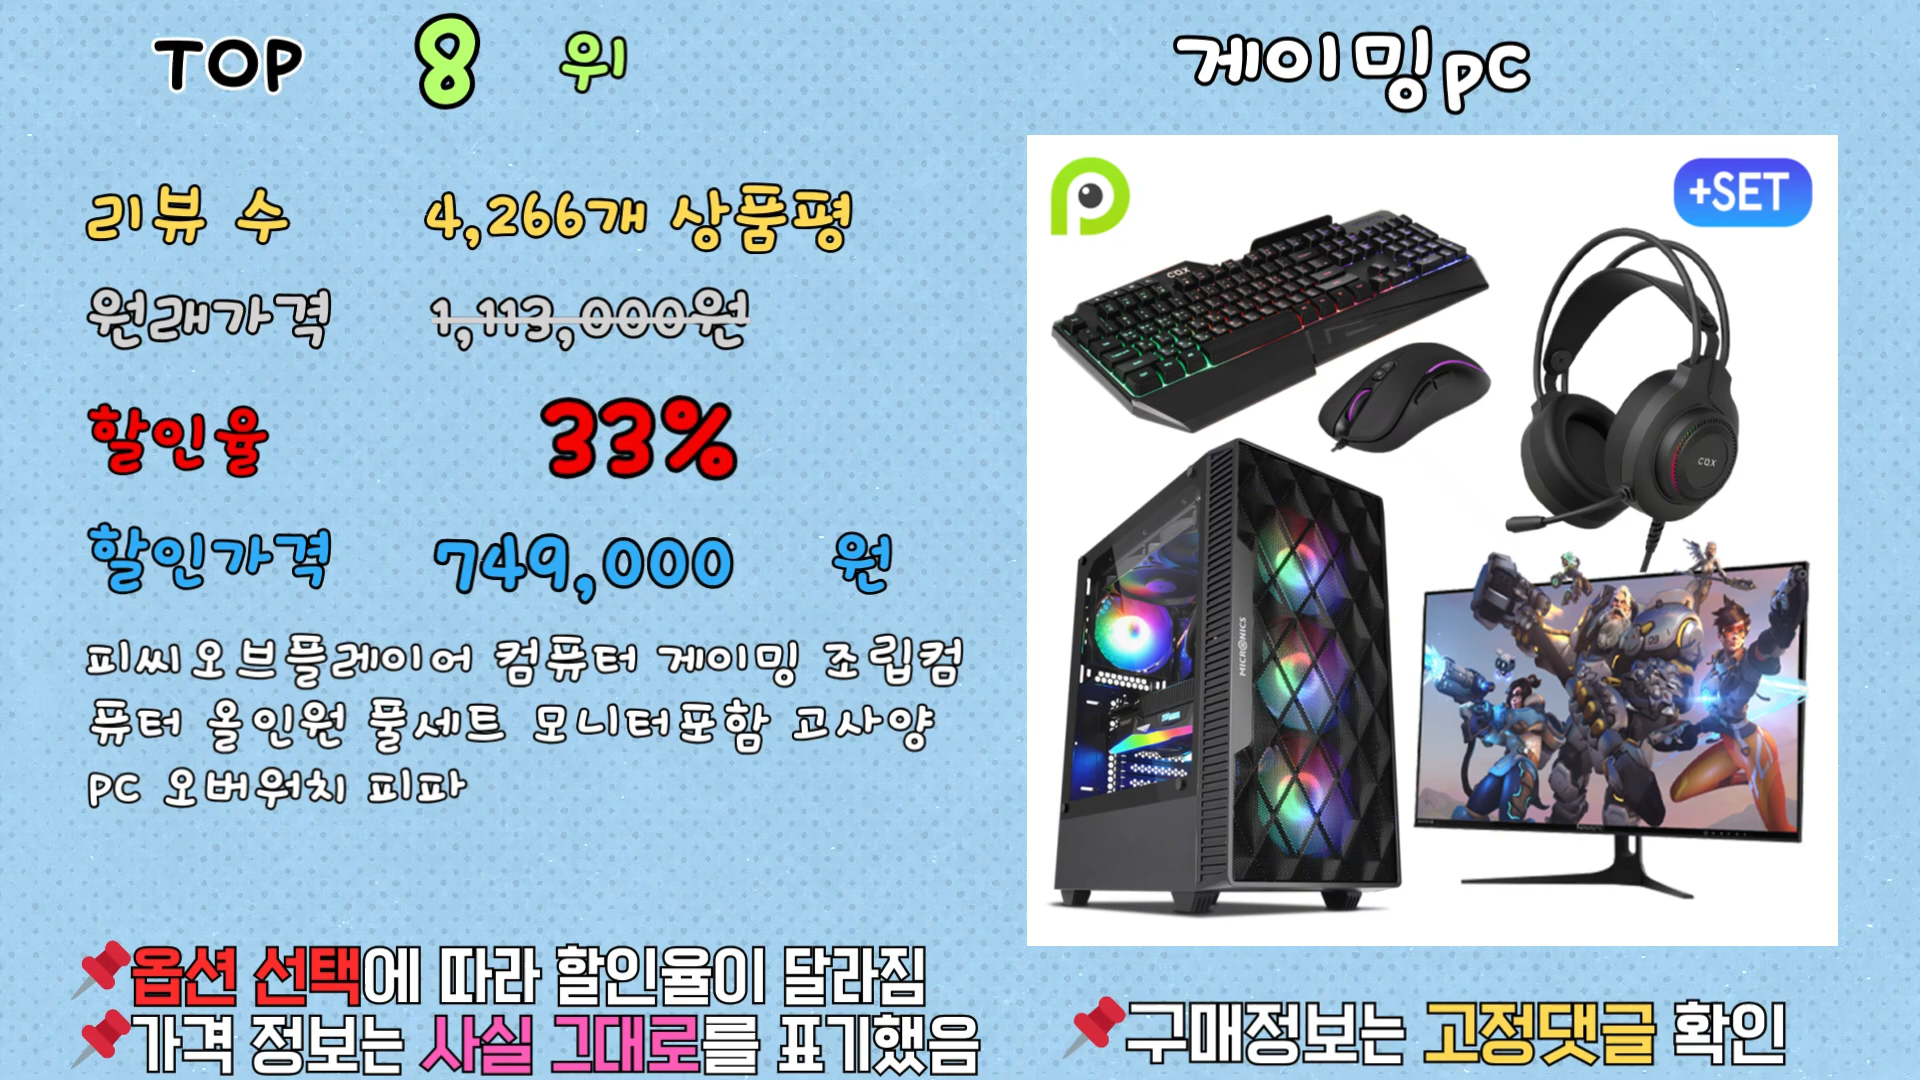 TOP 8 위
게이밍pc
리뷰 수 4,266개 상품평
원래가격 1,113,000원
할인율 33%
할인가격 749,000 원
피씨오브플레이어 컴퓨터 게이밍 조립컴
퓨터 올인원 풀세트 모니터포함 고사양
PC 오버워치 피파
+SET
COX
COX
MICRONICS
옵션 선택에 따라 할인율이 달라짐
가격 정보는 사실 그대로를 표기했음
구매정보는 고정댓글 확인